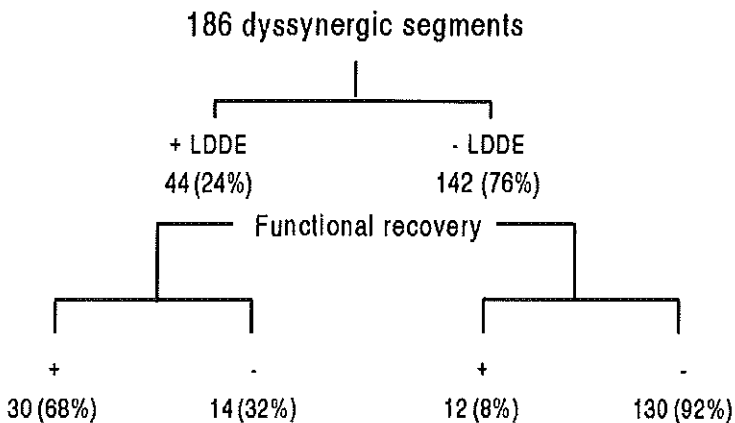 186 dyssynergic segments
+ LDDE - LDDE
44 (24%) 142 (76%)
Functional recovery
+ - + -
30 (68%) 14 (32%) 12 (8%) 130 (92%)